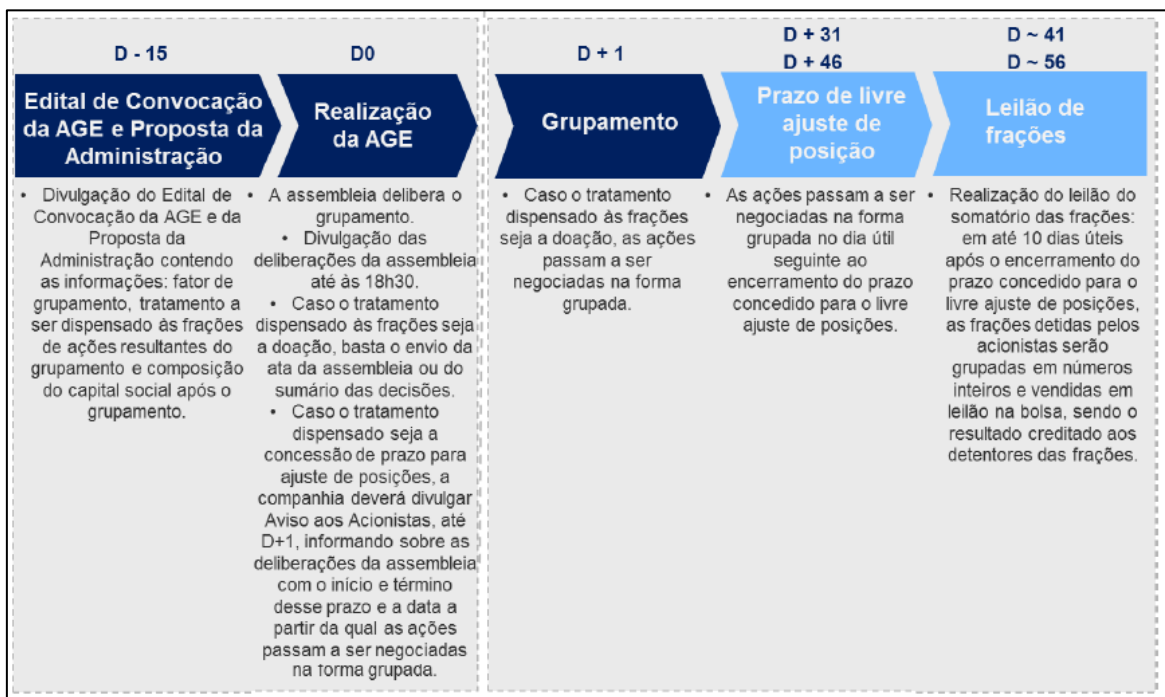 D - 15
Edital de Convocação
da AGE e Proposta da
Administração
• Divulgação do Edital de
Convocação da AGE e da
Proposta da
Administração contendo
as informações: fator de
grupamento, tratamento a
ser dispensado às frações
de ações resultantes do
grupamento e composição
do capital social após o
grupamento.
D0
Realização
da AGE
• A assembleia delibera o
grupamento.
• Divulgação das
deliberações da assembleia
até às 18h30.
• Caso o tratamento
dispensado às frações seja
a doação, basta o envio da
ata da assembleia ou do
sumário das decisões.
• Caso o tratamento
dispensado seja a
concessão de prazo para
ajuste de posições, a
companhia deverá divulgar
Aviso aos Acionistas, até
D+1, informando sobre as
deliberações da assembleia
com o início e término
desse prazo e a data a
partir da qual as ações
passam a ser negociadas
na forma grupada.
D + 1
Grupamento
• Caso o tratamento
dispensado às frações
seja a doação, as ações
passam a ser
negociadas na forma
grupada.
D + 31
D + 46
Prazo de livre
ajuste de
posição
• As ações passam a ser
negociadas na forma
grupada no dia útil
seguinte ao
encerramento do prazo
concedido para o livre
ajuste de posições.
D ~ 41
D ~ 56
Leilão de
frações
• Realização do leilão do
somatório das frações:
em até 10 dias úteis
após o encerramento do
prazo concedido para o
livre ajuste de posições,
as frações detidas pelos
acionistas serão
grupadas em números
inteiros e vendidas em
leilão na bolsa, sendo o
resultado creditado aos
detentores das frações.